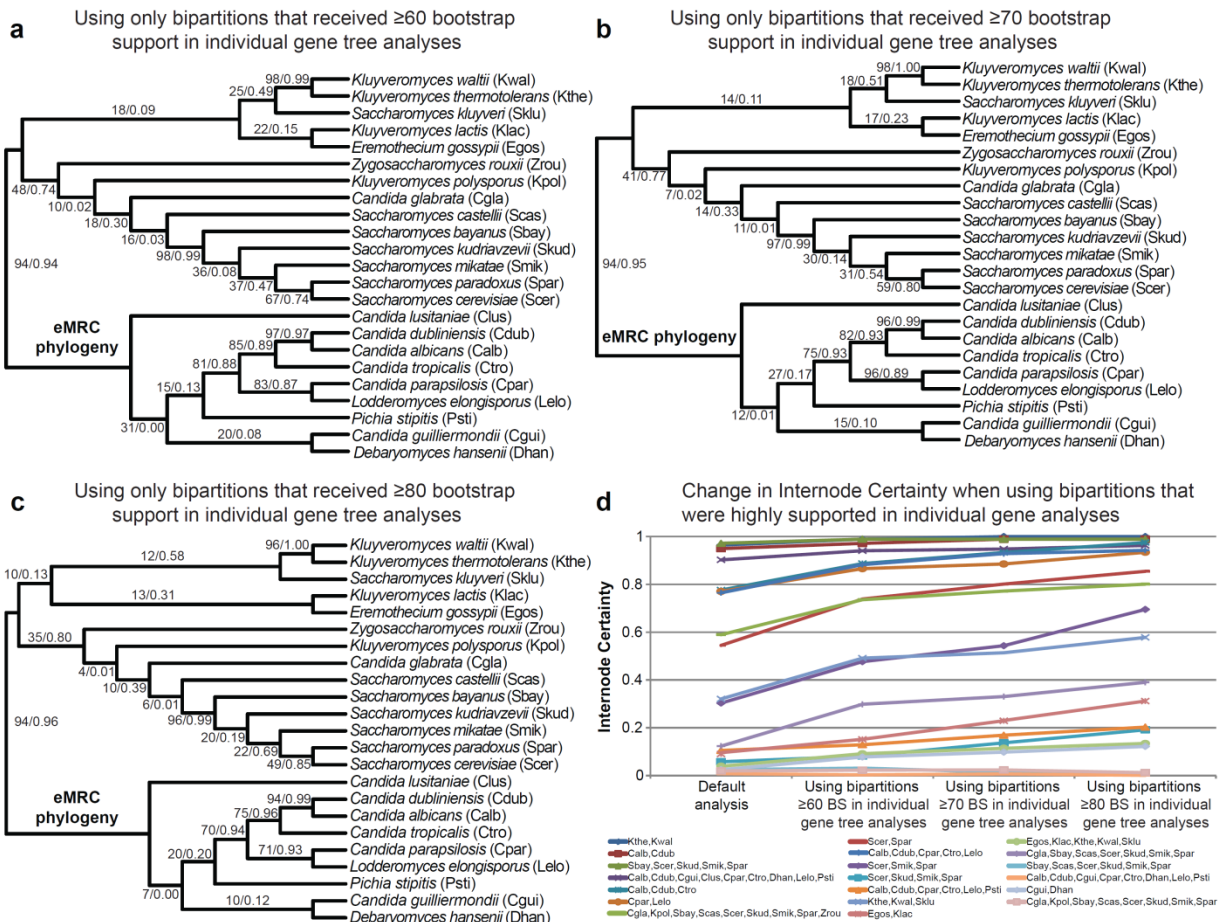 a
Using only bipartitions that received ≥60 bootstrap
support in individual gene tree analyses
98/0.99
25/0.49
18/0.09
22/0.15
48/0.74
10/0.02
18/0.30
16/0.03
98/0.99
36/0.08
37/0.47
67/0.74
94/0.94
eMRC
phylogeny
97/0.97
85/0.89
81/0.88
83/0.87
15/0.13
31/0.00
20/0.08
Kluyveromyces waltii (Kwal)
Kluyveromyces thermotolerans (Kthe)
Saccharomyces kluyveri (Sklu)
Kluyveromyces lactis (Klac)
Eremothecium gossypii (Egos)
Zygosaccharomyces rouxii (Zrou)
Kluyveromyces polysporus (Kpol)
Candida glabrata (Cgla)
Saccharomyces castellii (Scas)
Saccharomyces bayanus (Sbay)
Saccharomyces kudriavzevii (Skud)
Saccharomyces mikatae (Smik)
Saccharomyces paradoxus (Spar)
Saccharomyces cerevisiae (Scer)
Candida lusitaniae (Clus)
Candida dubliniensis (Cdub)
Candida albicans (Calb)
Candida tropicalis (Ctro)
Candida parapsilosis (Cpar)
Lodderomyces elongisporus (Lelo)
Pichia stipitis (Psti)
Candida guilliermondii (Cgui)
Debaryomyces hansenii (Dhan)
b
Using only bipartitions that received ≥70 bootstrap
support in individual gene tree analyses
98/1.00
18/0.51
14/0.11
17/0.23
41/0.77
7/0.02
14/0.33
11/0.01
97/0.99
30/0.14
31/0.54
59/0.80
94/0.95
eMRC phylogeny
96/0.99
82/0.93
75/0.93
96/0.89
27/0.17
12/0.01
15/0.10
Kluyveromyces waltii (Kwal)
Kluyveromyces thermotolerans (Kthe)
Saccharomyces kluyveri (Sklu)
Kluyveromyces lactis (Klac)
Eremothecium gossypii (Egos)
Zygosaccharomyces rouxii (Zrou)
Kluyveromyces polysporus (Kpol)
Candida glabrata (Cgla)
Saccharomyces castellii (Scas)
Saccharomyces bayanus (Sbay)
Saccharomyces kudriavzevii (Skud)
Saccharomyces mikatae (Smik)
Saccharomyces paradoxus (Spar)
Saccharomyces cerevisiae (Scer)
Candida lusitaniae (Clus)
Candida dubliniensis (Cdub)
Candida albicans (Calb)
Candida tropicalis (Ctro)
Candida parapsilosis (Cpar)
Lodderomyces elongisporus (Lelo)
Pichia stipitis (Psti)
Candida guilliermondii (Cgui)
Debaryomyces hansenii (Dhan)
c
Using only bipartitions that received ≥80 bootstrap
support in individual gene tree analyses
96/1.00
12/0.58
10/0.13
13/0.31
35/0.80
4/0.01
10/0.39
6/0.01
96/0.99
20/0.19
22/0.69
49/0.85
94/0.96
eMRC
phylogeny
94/0.99
75/0.96
70/0.94
71/0.93
20/0.20
7/0.00
10/0.12
Kluyveromyces waltii (Kwal)
Kluyveromyces thermotolerans (Kthe)
Saccharomyces kluyveri (Sklu)
Kluyveromyces lactis (Klac)
Eremothecium gossypii (Egos)
Zygosaccharomyces rouxii (Zrou)
Kluyveromyces polysporus (Kpol)
Candida glabrata (Cgla)
Saccharomyces castellii (Scas)
Saccharomyces bayanus (Sbay)
Saccharomyces kudriavzevii (Skud)
Saccharomyces mikatae (Smik)
Saccharomyces paradoxus (Spar)
Saccharomyces cerevisiae (Scer)
Candida lusitaniae (Clus)
Candida dubliniensis (Cdub)
Candida albicans (Calb)
Candida tropicalis (Ctro)
Candida parapsilosis (Cpar)
Lodderomyces elongisporus (Lelo)
Pichia stipitis (Psti)
Candida guilliermondii (Cgui)
Debaryomyces hansenii (Dhan)
d
Change in Internode Certainty when using bipartitions that
were highly supported in individual gene analyses
Internode Certainty
1
0.8
0.6
0.4
0.2
0
Default
analysis
Using bipartitions
≥60 BS in individual
gene tree analyses
Using bipartitions
≥70 BS in individual
gene tree analyses
Using bipartitions
≥80 BS in individual
gene tree analyses
Kthe,Kwal
Calb,Cdub
Sbay,Scer,Skud,Smik,Spar
Calb,Cdub,Cgui,Clus,Cpar,Ctro,Dhan,Lelo,Psti
Calb,Cdub,Ctro
Cpar,Lelo
Cgla,Kpol,Sbay,Scas,Scer,Skud,Smik,Spar,Zrou
Scer,Spar
Calb,Cdub,Cpar,Ctro,Lelo
Scer,Smik,Spar
Scer,Skud,Smik,Spar
Calb,Cdub,Cpar,Ctro,Lelo,Psti
Kthe,Kwal,Sklu
Egos,Klac
Egos,Klac,Kthe,Kwal,Sklu
Cgla,Sbay,Scas,Scer,Skud,Smik,Spar
Sbay,Scas,Scer,Skud,Smik,Spar
Calb,Cdub,Cgui,Cpar,Ctro,Dhan,Lelo,Psti
Cgui,Dhan
Cgla,Kpol,Sbay,Scas,Scer,Skud,Smik,Spar